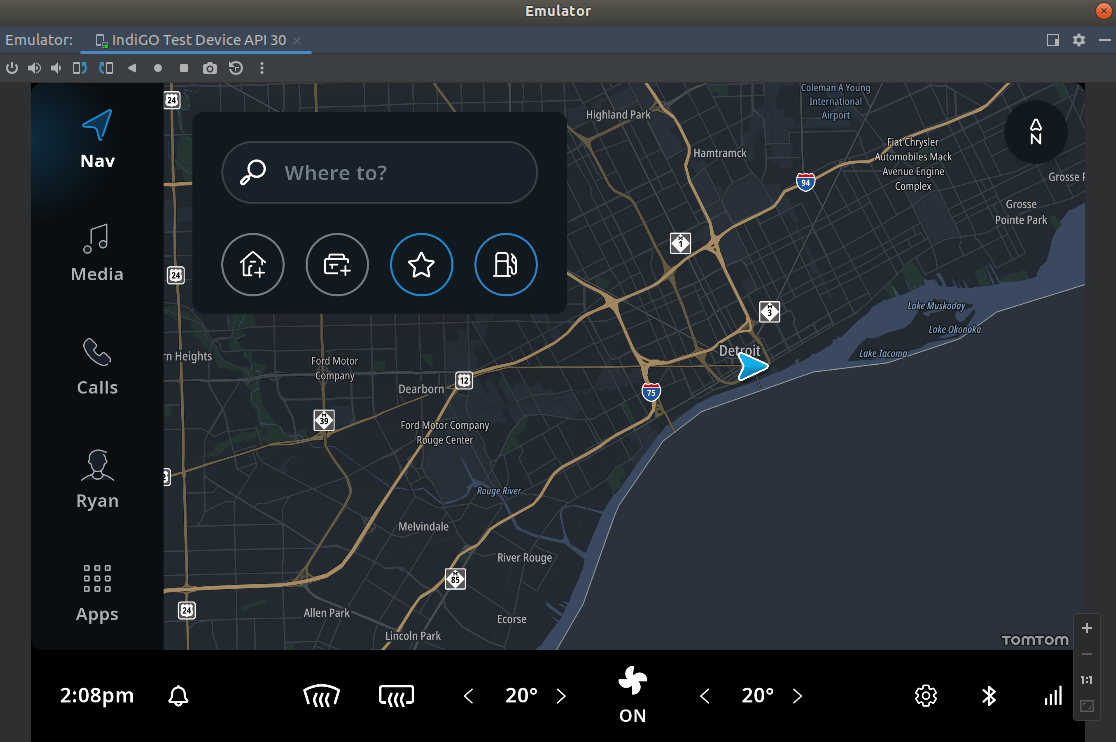 Emulator
Emulator:
IndiGO Test Device API 30
Nav
Media
Calls
Ryan
Apps
Where to?
24
Highland Park
Coleman A Young
International
Airport
N
Hamtramck
Fiat Chrysler
Automobiles Mack
Avenue Engine
Complex
94
Grosse P
Grosse
Pointe Park
M
1
24
M
3
Lake Muskoday
Lake Okonoka
Lake Tacoma
Detroit
rn Heights
Ford Motor
Company
Dearborn
12
75
M
39
Ford Motor Company
Rouge Center
Rouge River
Melvindale
River Rouge
M
85
24
Allen Park
Ecorse
Lincoln Park
TOMTOM
1:1
2:08pm
20°
ON
20°